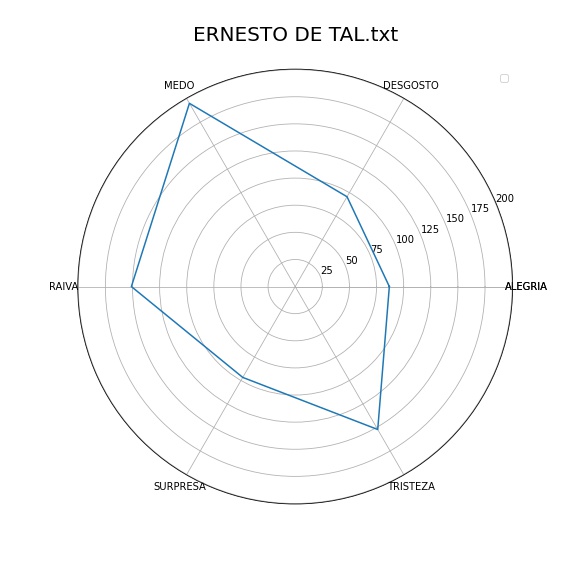 ERNESTO DE TAL.txt
MEDO
DESGOSTO
200
175
150
125
100
75
50
25
RAIVA
ALEGRIA
SURPRESA
TRISTEZA